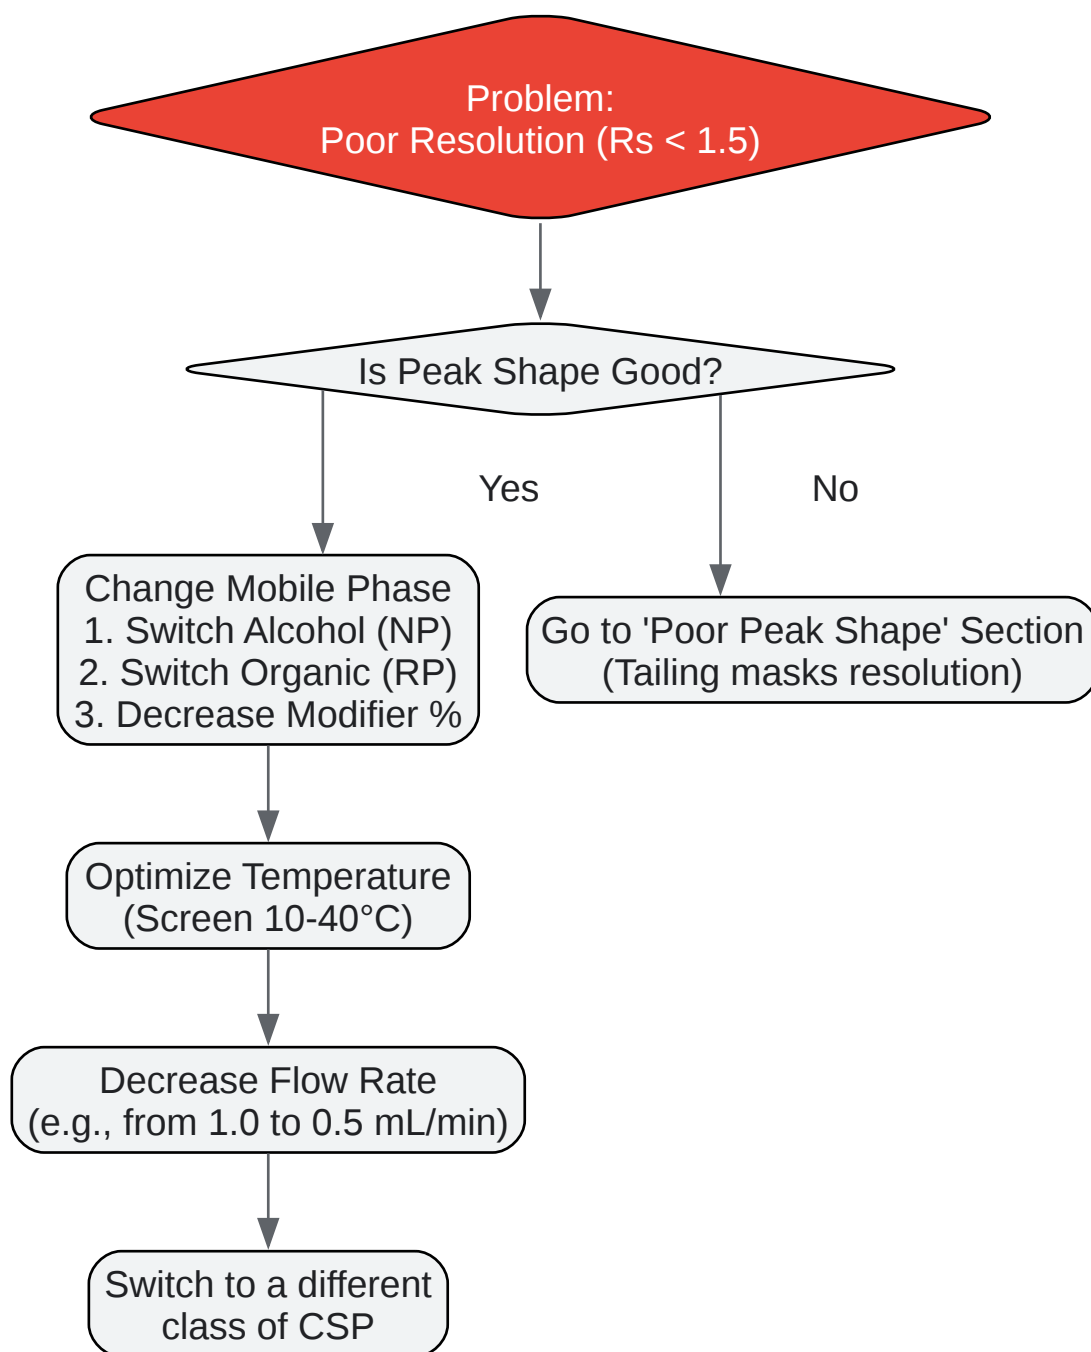 Problem:
Poor Resolution (Rs < 1.5)
Is Peak Shape Good?
Yes
No
Change Mobile Phase
1. Switch Alcohol (NP)
2. Switch Organic (RP)
3. Decrease Modifier %
Go to 'Poor Peak Shape' Section
(Tailing masks resolution)
Optimize Temperature
(Screen 10-40°C)
Decrease Flow Rate
(e.g., from 1.0 to 0.5 mL/min)
Switch to a different
class of CSP